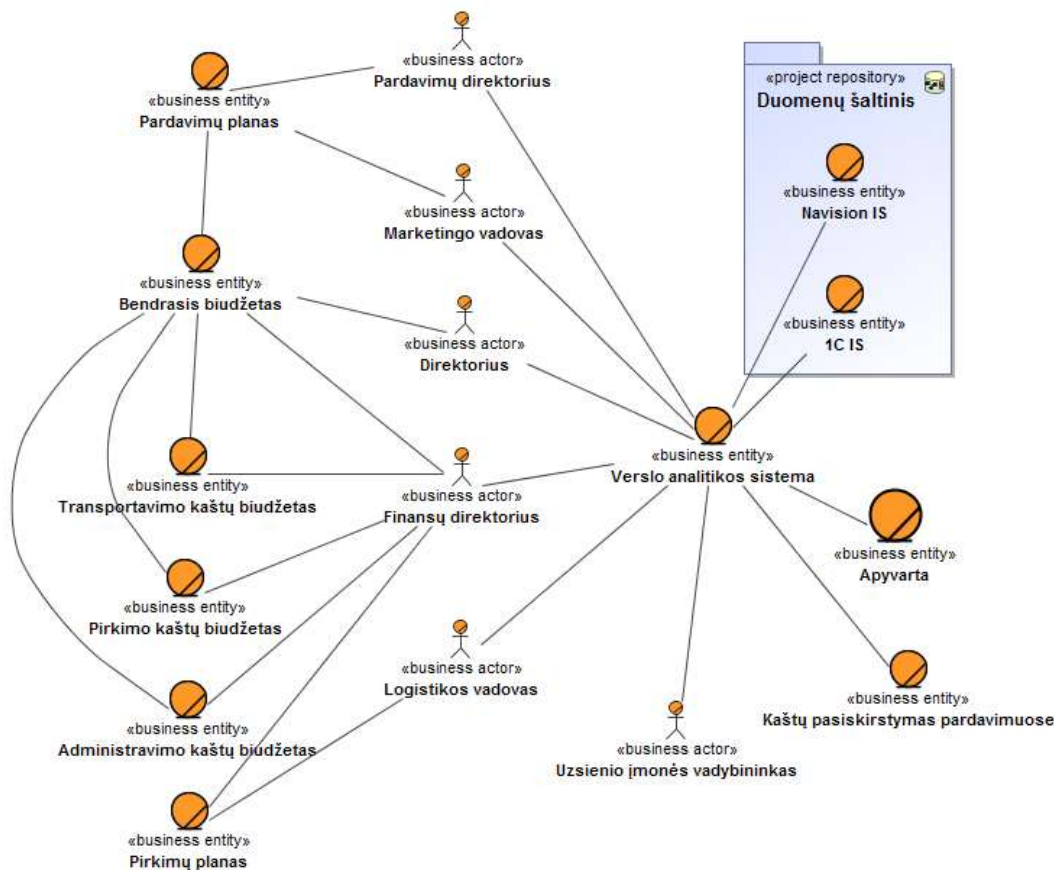 «business actor»
Pardavimų direktorius
«business entity»
Pardavimų planas
«project repository»
Duomenų šaltinis
«business entity»
Navision IS
«business actor»
Marketingo vadovas
«business entity»
Bendrasis biudžetas
«business entity»
1C IS
«business actor»
Direktorius
«business entity»
Verslo analitikos sistema
«business entity»
Transportavimo kaštų biudžetas
«business actor»
Finansų direktorius
«business entity»
Apyvarta
«business entity»
Pirkimo kaštų biudžetas
«business actor»
Logistikos vadovas
«business entity»
Kaštų pasiskirstymas pardavimuose
«business entity»
Administravimo kaštų biudžetas
«business actor»
Uzsienio įmonės vadybininkas
«business entity»
Pirkimų planas